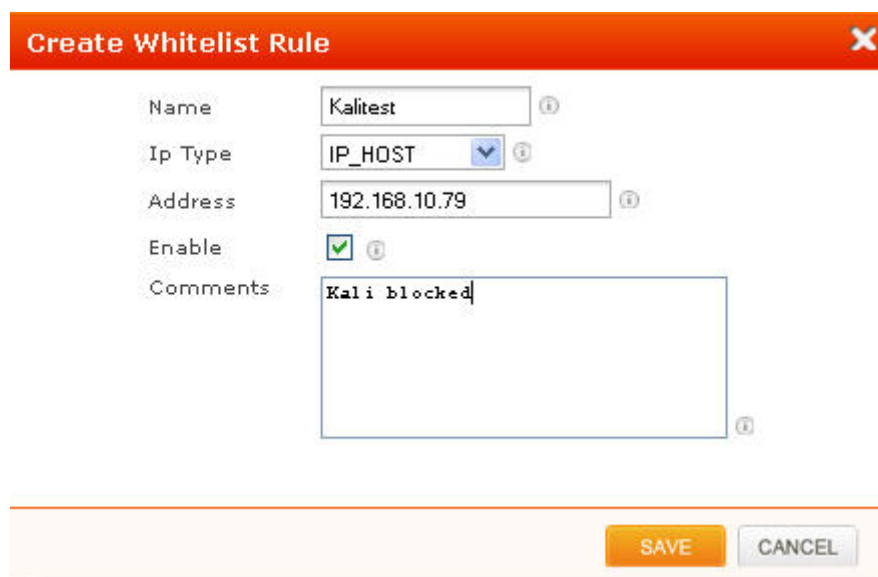 Create Whitelist Rule
Name Kalitest
Ip Type IP_HOST
Address 192.168.10.79
Enable
Comments Kali blocked
SAVE CANCEL